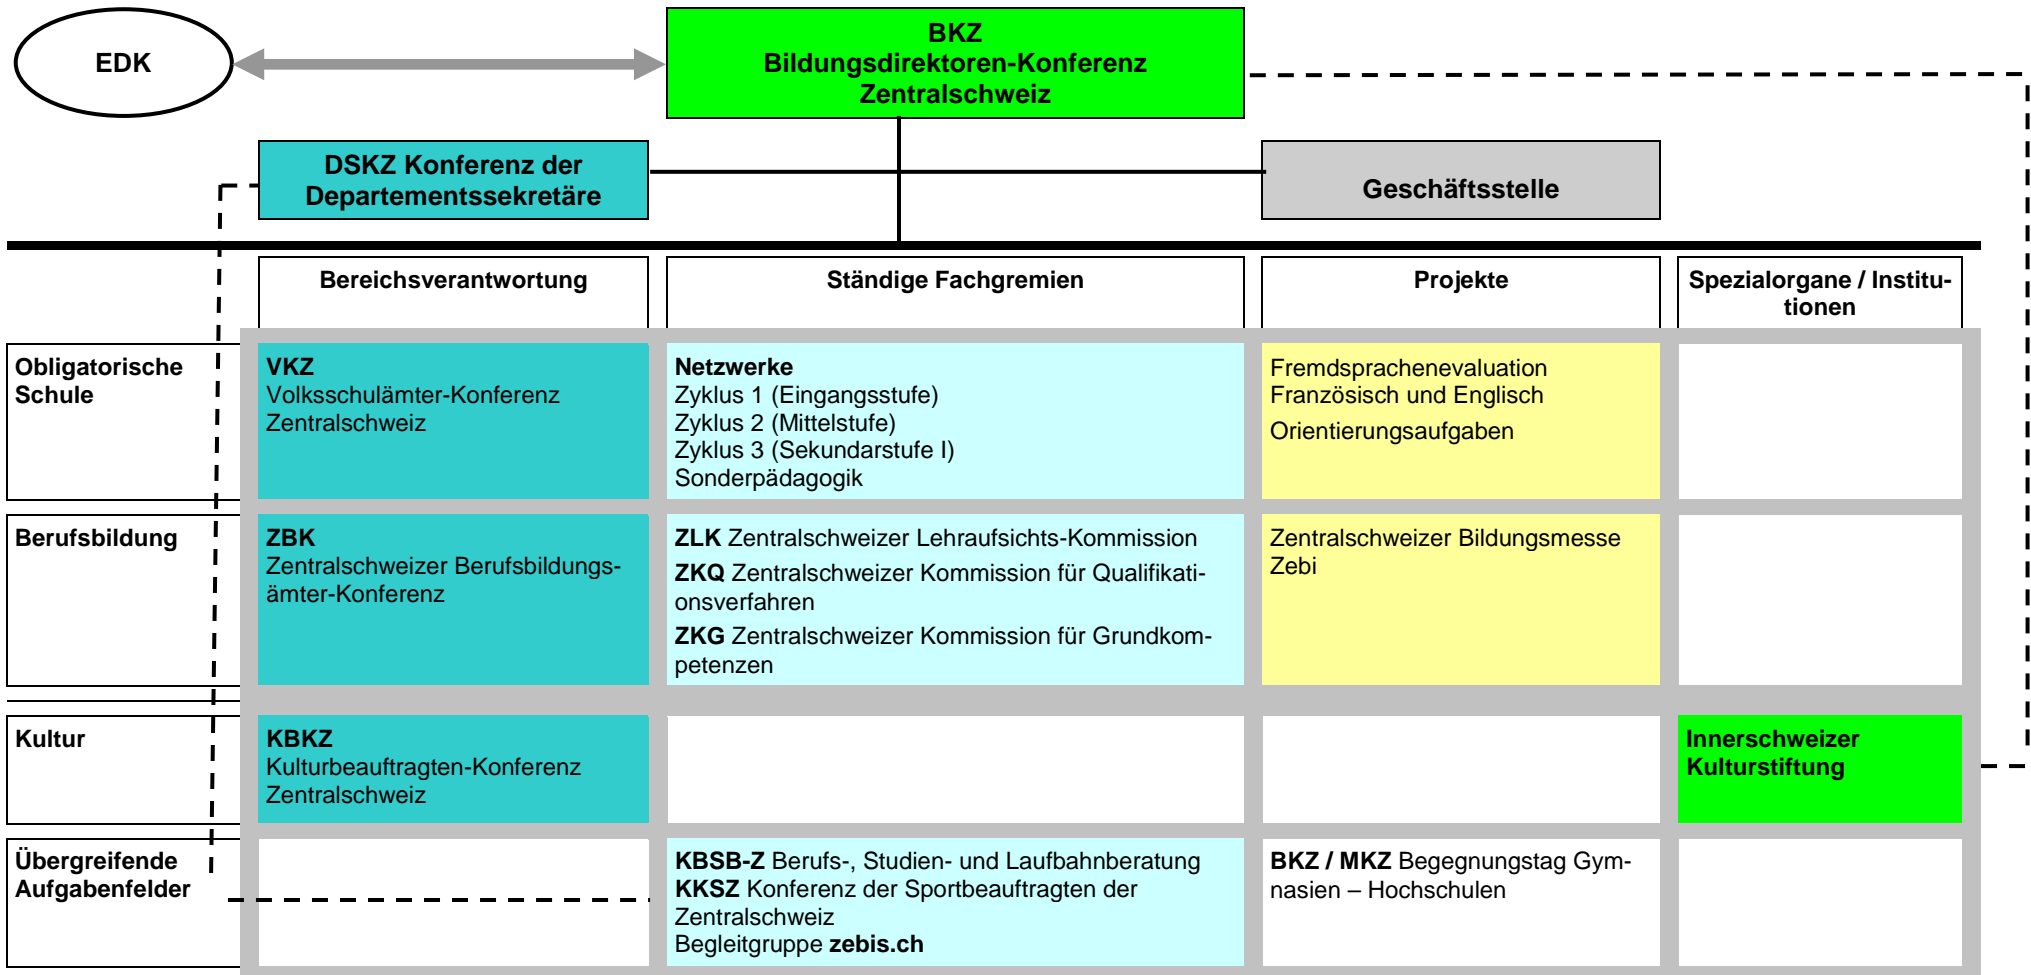 EDK
BKZ
Bildungsdirektoren-Konferenz
Zentralschweiz
DSKZ Konferenz der
Departementssekretäre
Geschäftsstelle
Bereichsverantwortung
Ständige Fachgremien
Projekte
Spezialorgane / Institu-
tionen
Obligatorische
Schule
VKZ
Volksschulämter-Konferenz
Zentralschweiz
Netzwerke
Zyklus 1 (Eingangsstufe)
Zyklus 2 (Mittelstufe)
Zyklus 3 (Sekundarstufe I)
Sonderpädagogik
Fremdsprachenevaluation
Französisch und Englisch
Orientierungsaufgaben
Berufsbildung
ZBK
Zentralschweizer Berufsbildungs-
ämter-Konferenz
ZLK Zentralschweizer Lehraufsichts-Kommission
ZKQ Zentralschweizer Kommission für Qualifikati-
onsverfahren
ZKG Zentralschweizer Kommission für Grundkom-
petenzen
Zentralschweizer Bildungsmesse
Zebi
Kultur
KBKZ
Kulturbeauftragten-Konferenz
Zentralschweiz
Innerschweizer
Kulturstiftung
Übergreifende
Aufgabenfelder
KBSB-Z Berufs-, Studien- und Laufbahnberatung
KKSZ Konferenz der Sportbeauftragten der
Zentralschweiz
Begleitgruppe zebis.ch
BKZ / MKZ Begegnungstag Gym-
nasien – Hochschulen